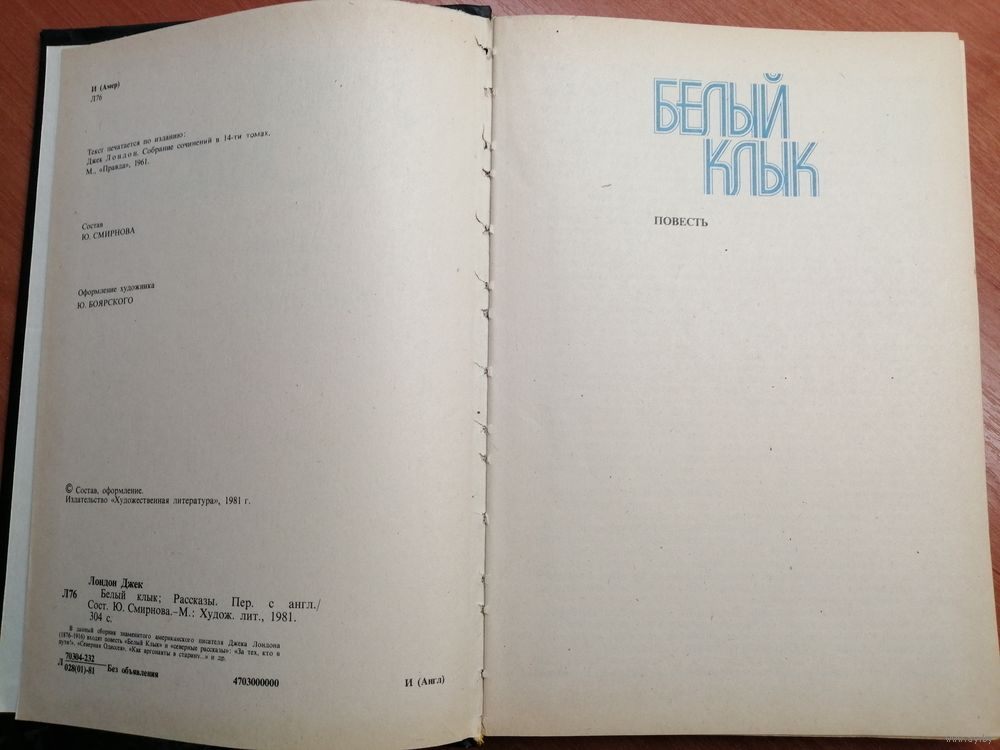 И (Амер)
Л76
Текст печатается по изданию:
Джек Лондон. Собрание сочинений в 14-ти томах.
М., «Правда», 1961.
Состав
Ю. СМИРНОВА
Оформление художника
Ю. БОЯРСКОГО
© Состав, оформление.
Издательство «Художественная литература», 1981 г.
Лондон Джек
Л76 Белый клык; Рассказы. Пер. с англ./
Сост. Ю. Смирнова.–М.: Худож. лит., 1981.
304 с.
В данный сборник знаменитого американского писателя Джека Лондона
(1876–1916) входят повесть «Белый Клык» и «северные рассказы»: «За тех, кто в
пути!», «Северная Одиссея», «Как аргонавты в старину...» и др.
Л 70304-232
028(01)-81 Без объявления
4703000000
И (Англ)
БЕЛЫЙ
КЛЫК
ПОВЕСТЬ